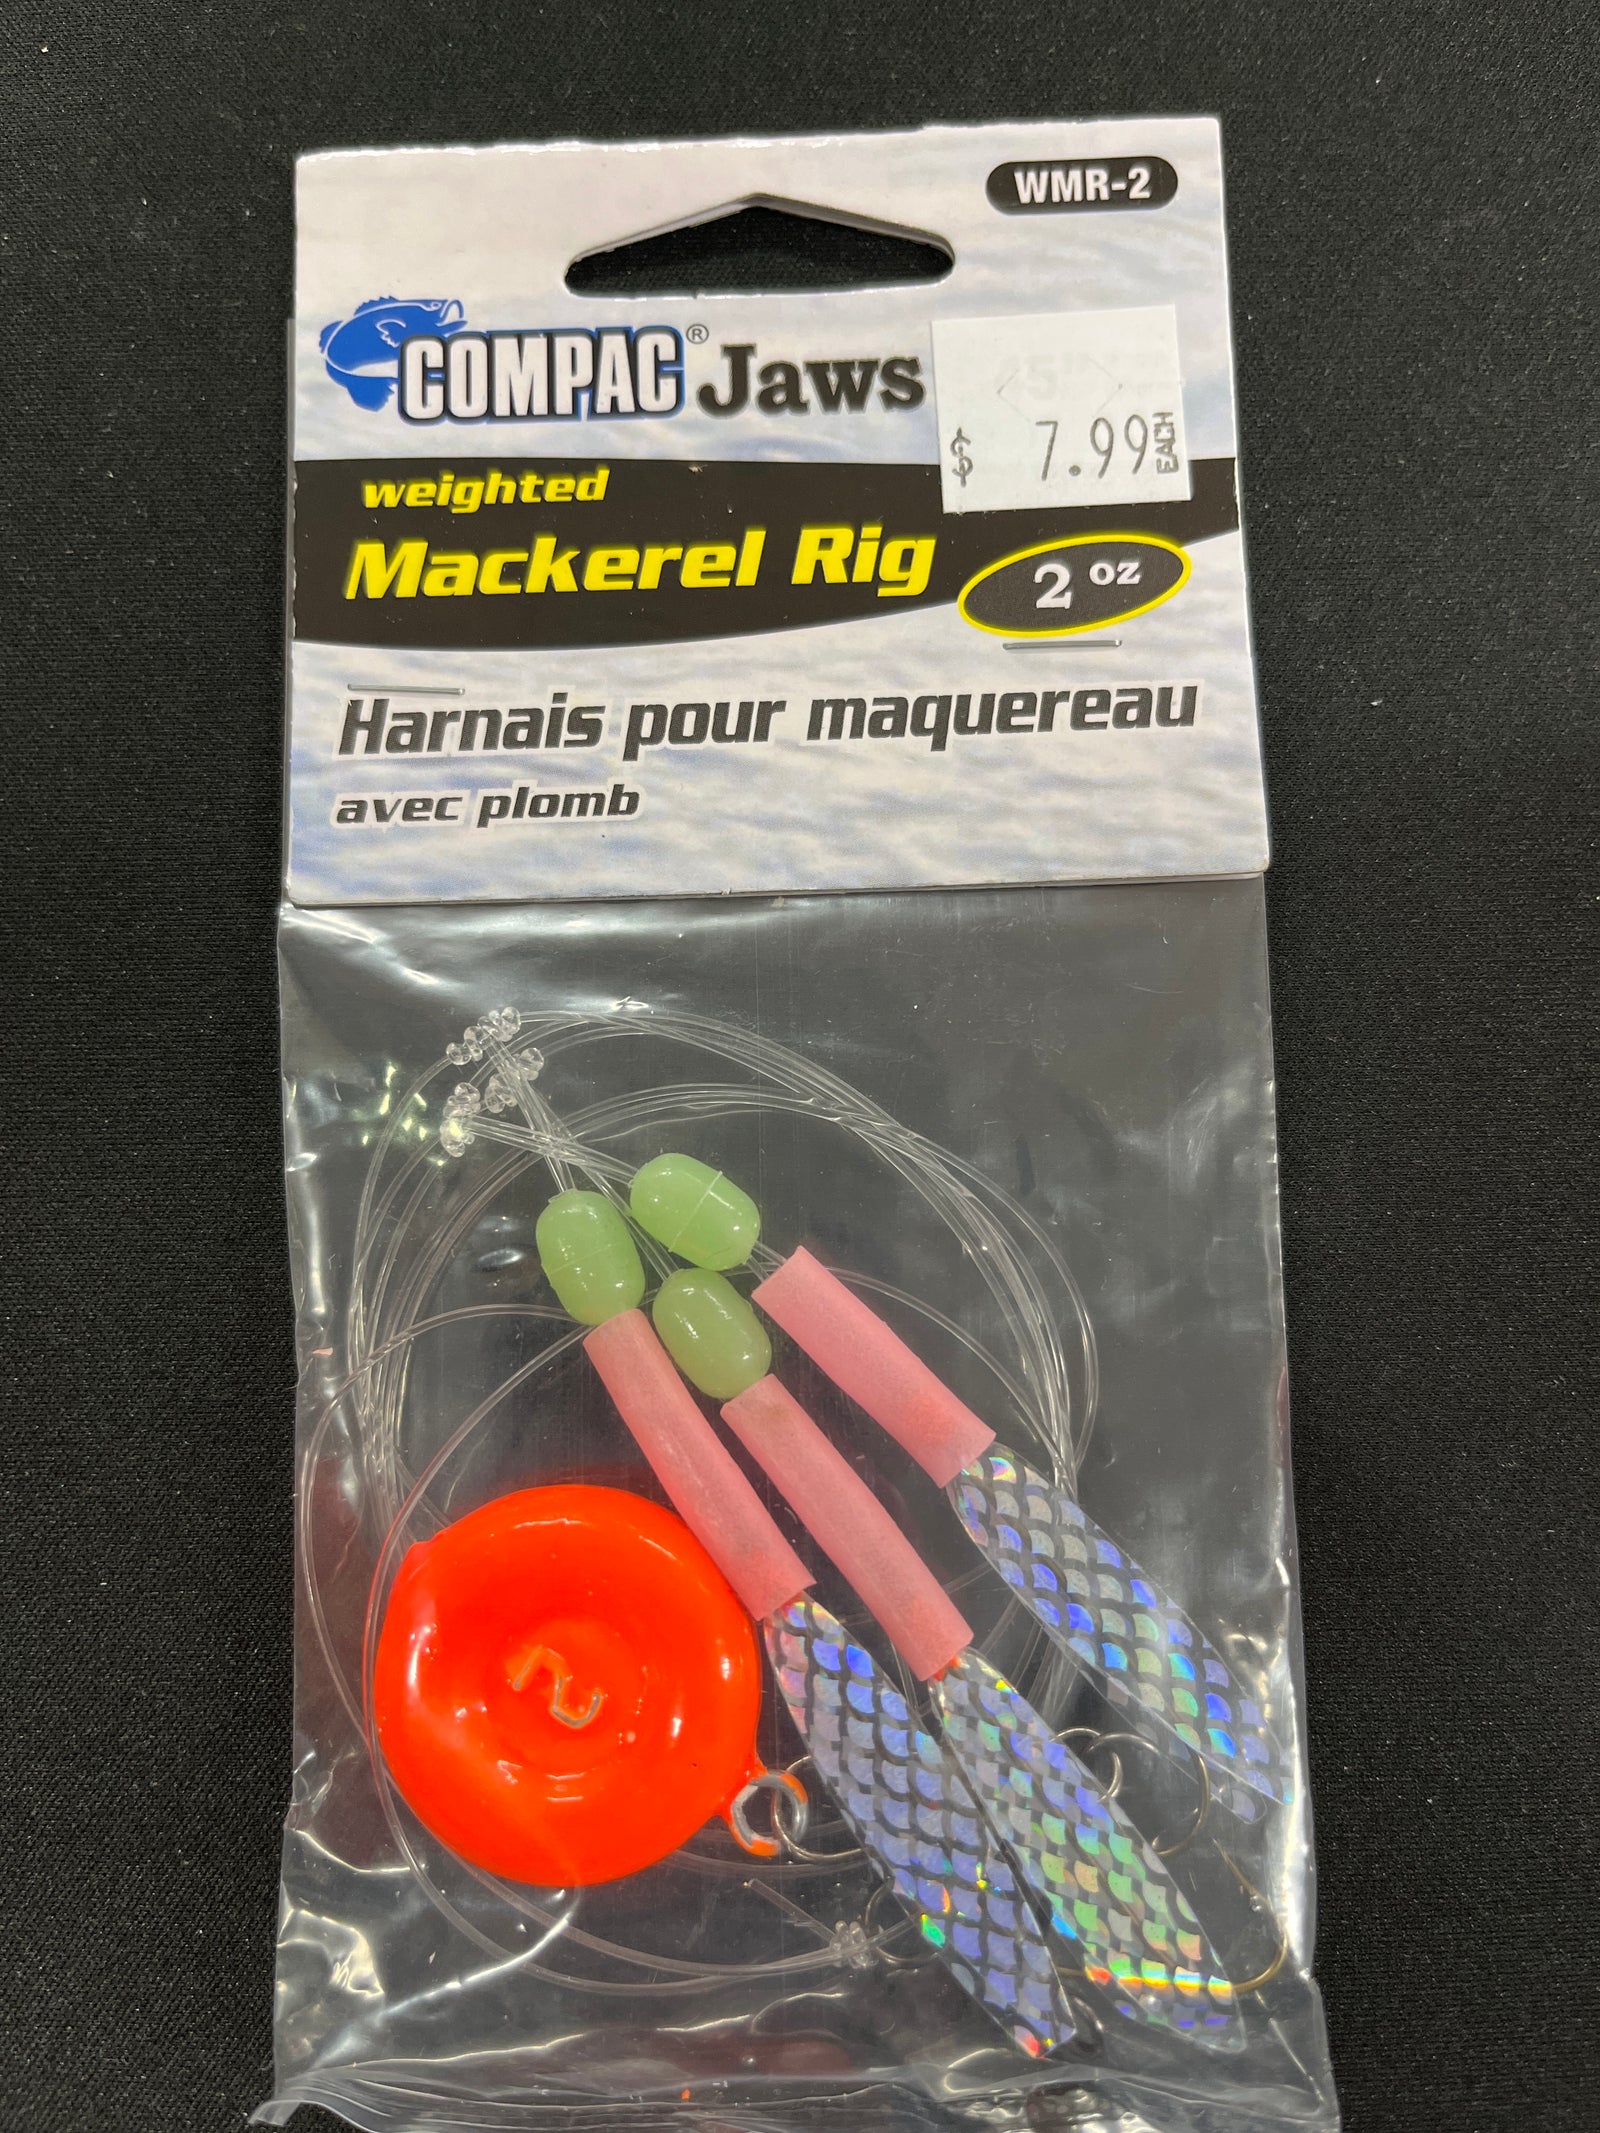 WMR-2
COMPAC® Jaws
$ 7.99 EACH
weighted
Mackerel Rig
2 oz
Harnais pour maquereau
avec plomb
2